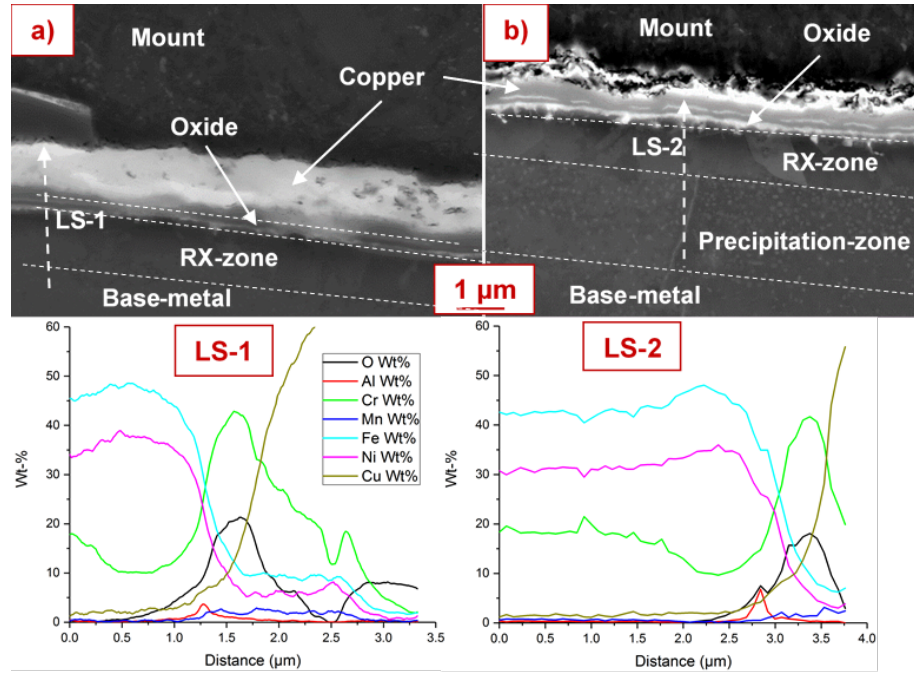 a)
Mount
Copper
Oxide
LS-1
RX-zone
Base-metal
b)
Mount
Oxide
LS-2
RX-zone
Precipitation-zone
Base-metal
1 µm
LS-1
O Wt%
Al Wt%
Cr Wt%
Mn Wt%
Fe Wt%
Ni Wt%
Cu Wt%
Wt-%
60
50
40
30
20
10
0
0.0 0.5 1.0 1.5 2.0 2.5 3.0 3.5
Distance (µm)
LS-2
Wt-%
60
50
40
30
20
10
0
0.0 0.5 1.0 1.5 2.0 2.5 3.0 3.5 4.0
Distance (µm)